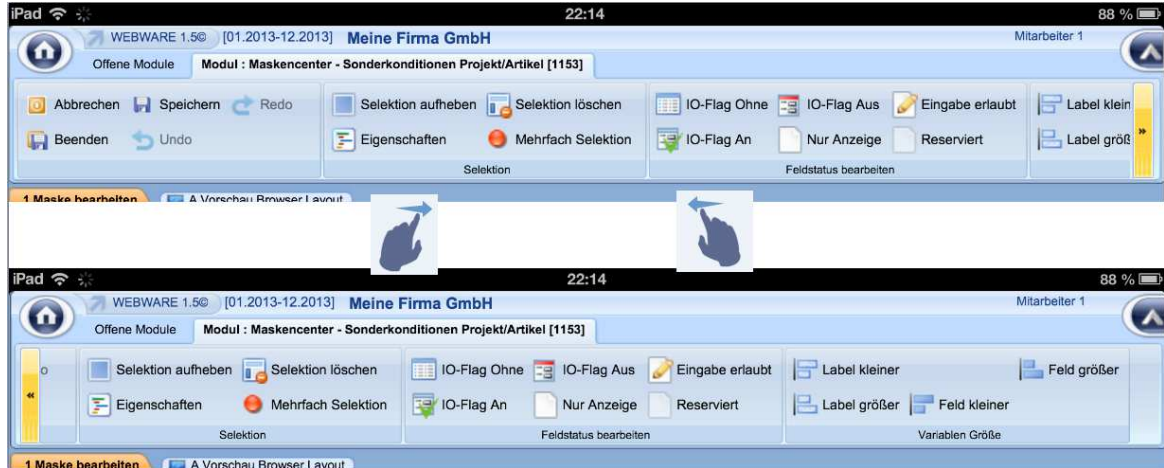 iPad 22:14 88 %
WEBWARE 1.5© [01.2013-12.2013] Meine Firma GmbH Mitarbeiter 1
Offene Module Modul : Maskencenter - Sonderkonditionen Projekt/Artikel [1153]
Abbrechen Speichern Redo Selektion aufheben Selektion löschen IO-Flag Ohne IO-Flag Aus Eingabe erlaubt Label klein
Beenden Undo Eigenschaften Mehrfach Selektion IO-Flag An Nur Anzeige Reserviert Label größ »
Selektion Feldstatus bearbeiten
1 Maske bearbeiten A Vorschau Browser Layout
iPad 22:14 88 %
WEBWARE 1.5© [01.2013-12.2013] Meine Firma GmbH Mitarbeiter 1
Offene Module Modul : Maskencenter - Sonderkonditionen Projekt/Artikel [1153]
o Selektion aufheben Selektion löschen IO-Flag Ohne IO-Flag Aus Eingabe erlaubt Label kleiner Feld größer
« Eigenschaften Mehrfach Selektion IO-Flag An Nur Anzeige Reserviert Label größer Feld kleiner
Selektion Feldstatus bearbeiten Variablen Größe
1 Maske bearbeiten A Vorschau Browser Layout